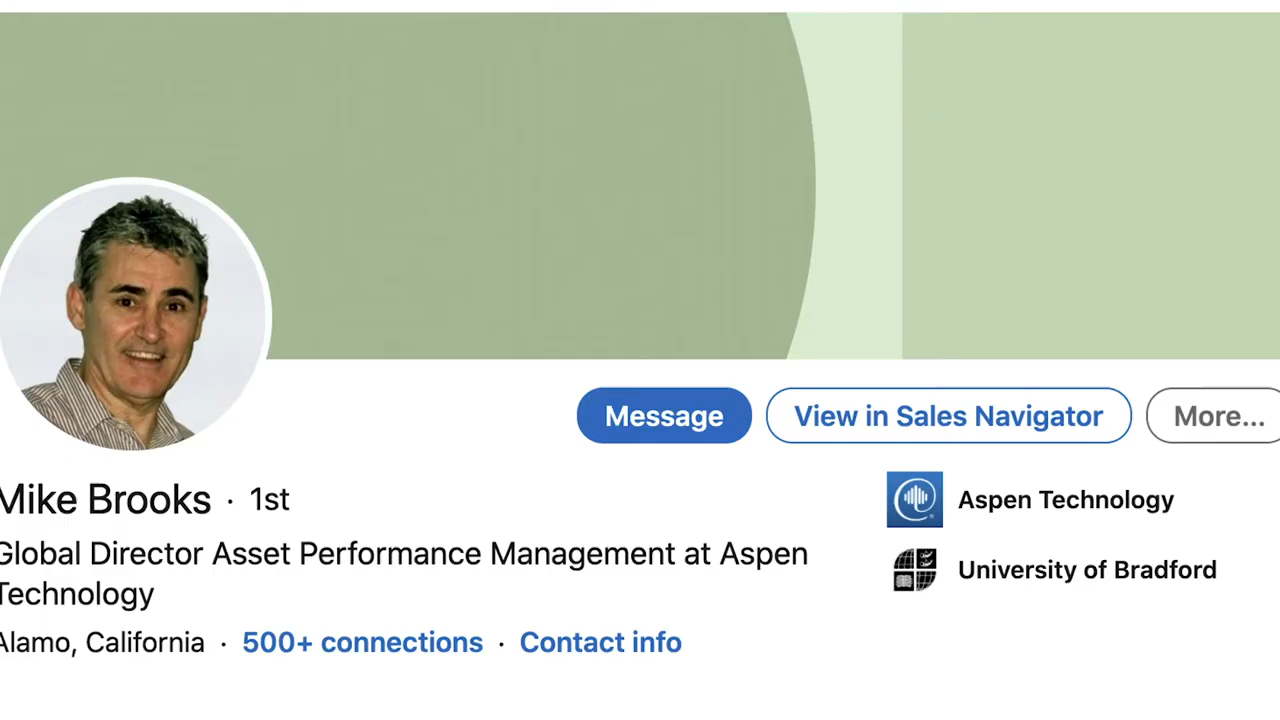 Message
View in Sales Navigator
More...
Mike Brooks · 1st
Aspen Technology
Global Director Asset Performance Management at Aspen
Technology
University of Bradford
Alamo, California · 500+ connections · Contact info